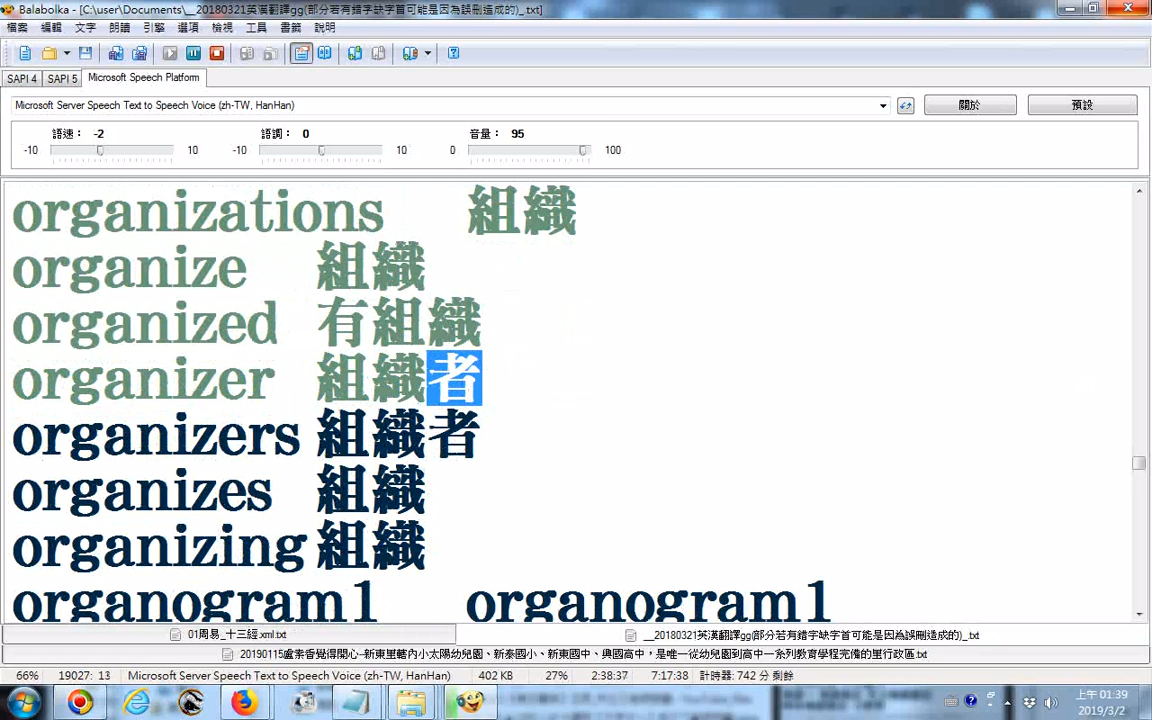 Balabolka - [C:\user\Documents\__20180321英漢翻譯gg(部分若有錯字缺字首可能是因為誤刪造成的)_.txt]
檔案 編輯 文字 朗讀 引擎 選項 檢視 工具 書籤 說明
SAPI 4 SAPI 5 Microsoft Speech Platform
Microsoft Server Speech Text to Speech Voice (zh-TW, HanHan) 關於 預設
語速： -2 語調： 0 音量： 95
-10 10 -10 10 0 100
organizations 組織
organize 組織
organized 有組織
organizer 組織者
organizers 組織者
organizes 組織
organizing 組織
organogram1 organogram1
01周易_十三經.xml.txt __20180321英漢翻譯gg(部分若有錯字缺字首可能是因為誤刪造成的)_.txt
20190115盧素香覺得開心─新東里轄內小太陽幼兒園、新泰國小、新東國中、興國高中，是唯一從幼兒園到高中一系列教育學程完備的里行政區.txt
66% 19027: 13 Microsoft Server Speech Text to Speech Voice (zh-TW, HanHan) 402 KB 27% 2:38:37 7:17:38 計時器: 742 分 剩餘
上午 01:39
2019/3/2